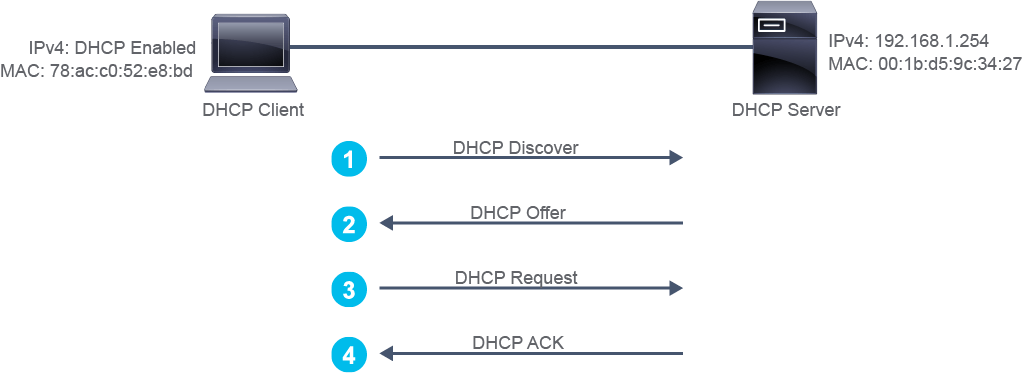 IPv4: DHCP Enabled
MAC: 78:ac:c0:52:e8:bd
DHCP Client
IPv4: 192.168.1.254
MAC: 00:1b:d5:9c:34:27
DHCP Server
1
DHCP Discover
2
DHCP Offer
3
DHCP Request
4
DHCP ACK